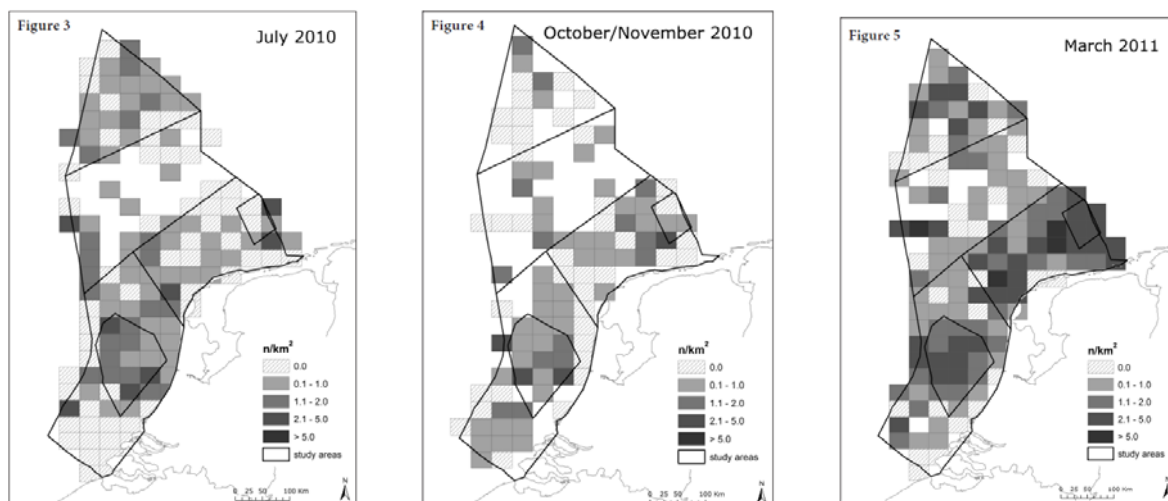 Figure 3
July 2010
n/km²
0.0
0.1 - 1.0
1.1 - 2.0
2.1 - 5.0
> 5.0
study areas
N
0 25 50 100 Km
Figure 4
October/November 2010
n/km²
0.0
0.1 - 1.0
1.1 - 2.0
2.1 - 5.0
> 5.0
study areas
N
0 25 50 100 Km
Figure 5
March 2011
n/km²
0.0
0.1 - 1.0
1.1 - 2.0
2.1 - 5.0
> 5.0
study areas
N
0 25 50 100 Km